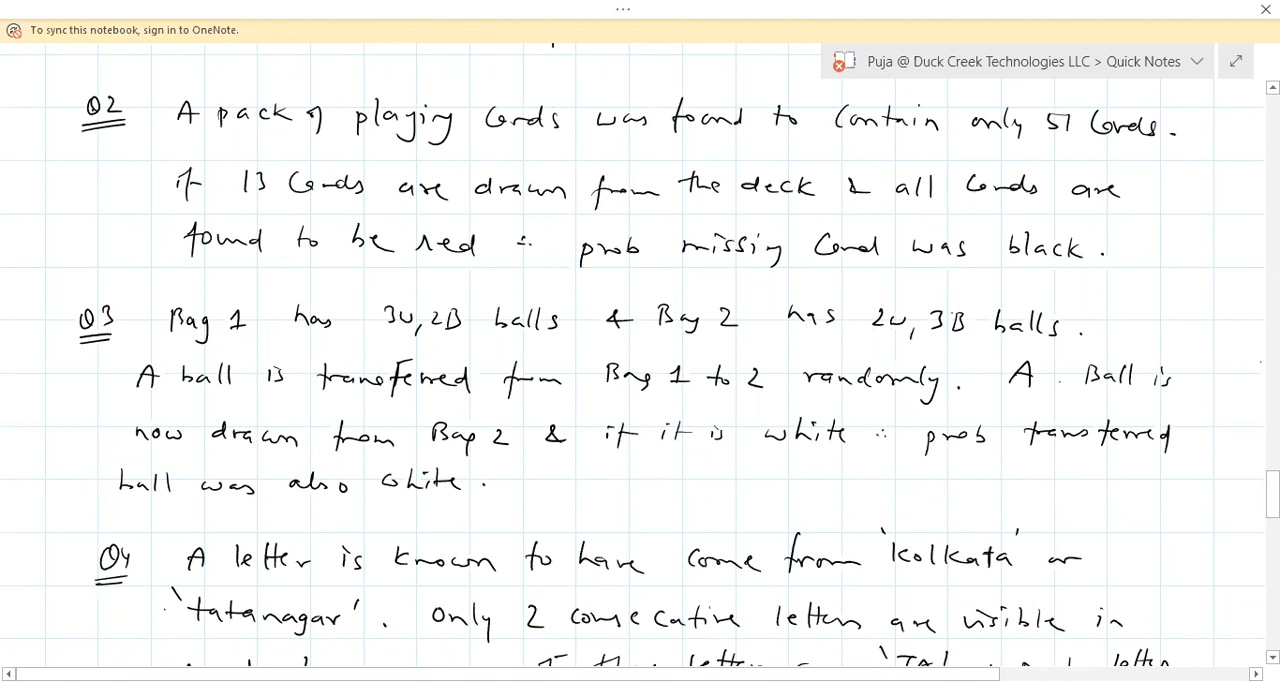 To sync this notebook, sign in to OneNote.
Puja @ Duck Creek Technologies LLC > Quick Notes
Q2 A pack of playing cards was found to contain only 51 cards.
if 13 cards are drawn from the deck & all cards are
found to be red ∴ prob missing card was black.
Q3 Bag 1 has 3W, 2B balls & Bag 2 has 2W, 3B balls.
A ball is transferred from Bag 1 to 2 randomly. A Ball is
now drawn from Bag 2 & if it is white ∴ prob transferred
ball was also white.
Q4 A letter is known to have come from 'Kolkata' or
'tatanagar'. Only 2 consecutive letters are visible in
letter 'TA' letter